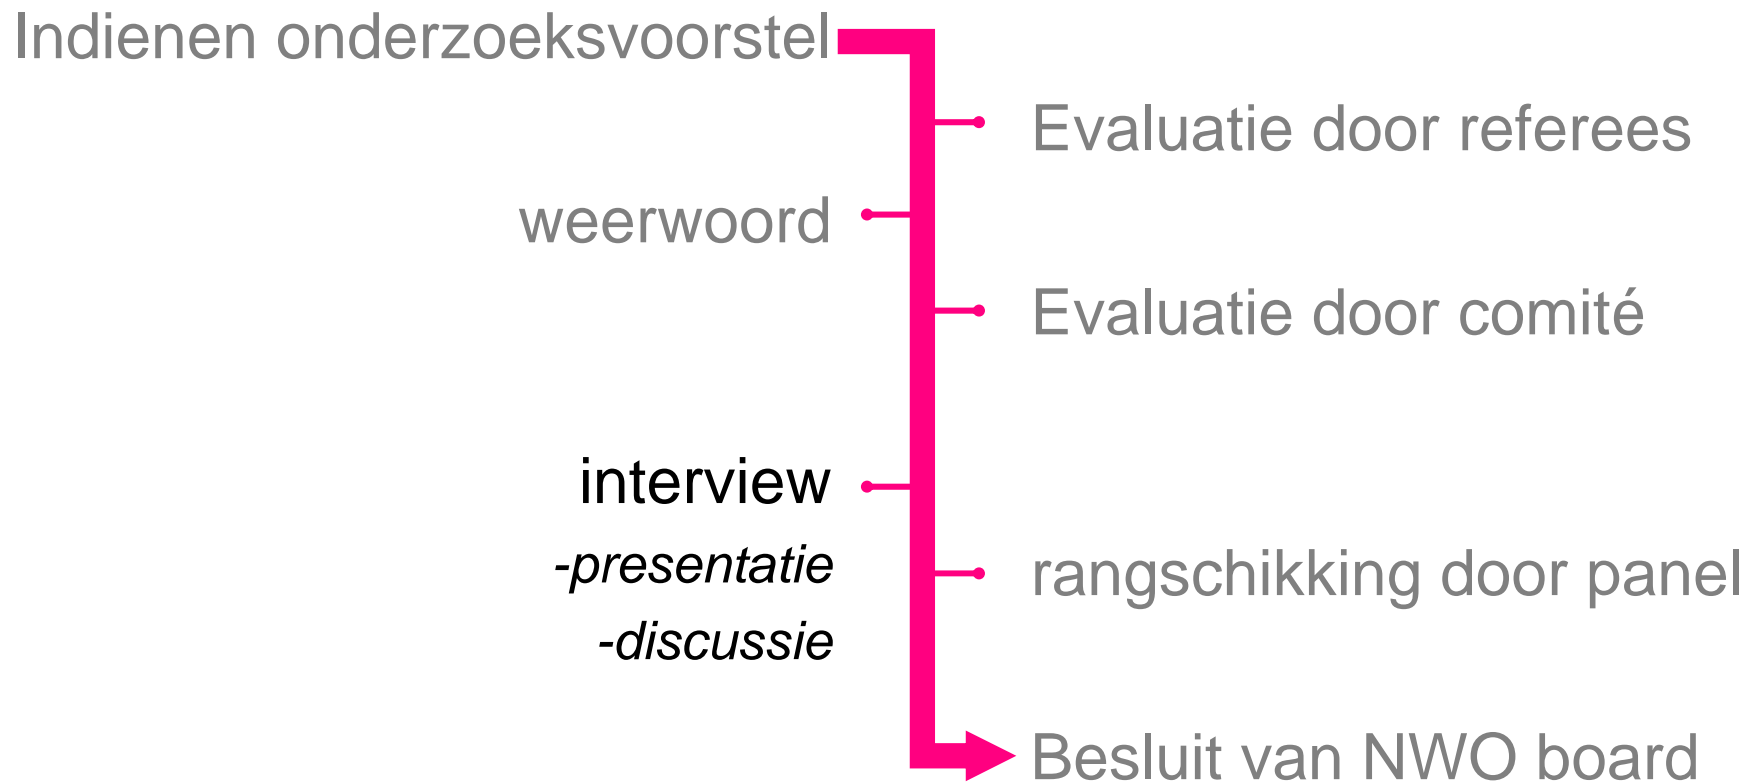 Indienen onderzoeksvoorstel
Evaluatie door referees
weerwoord
Evaluatie door comité
interview
-presentatie
-discussie
rangschikking door panel
Besluit van NWO board